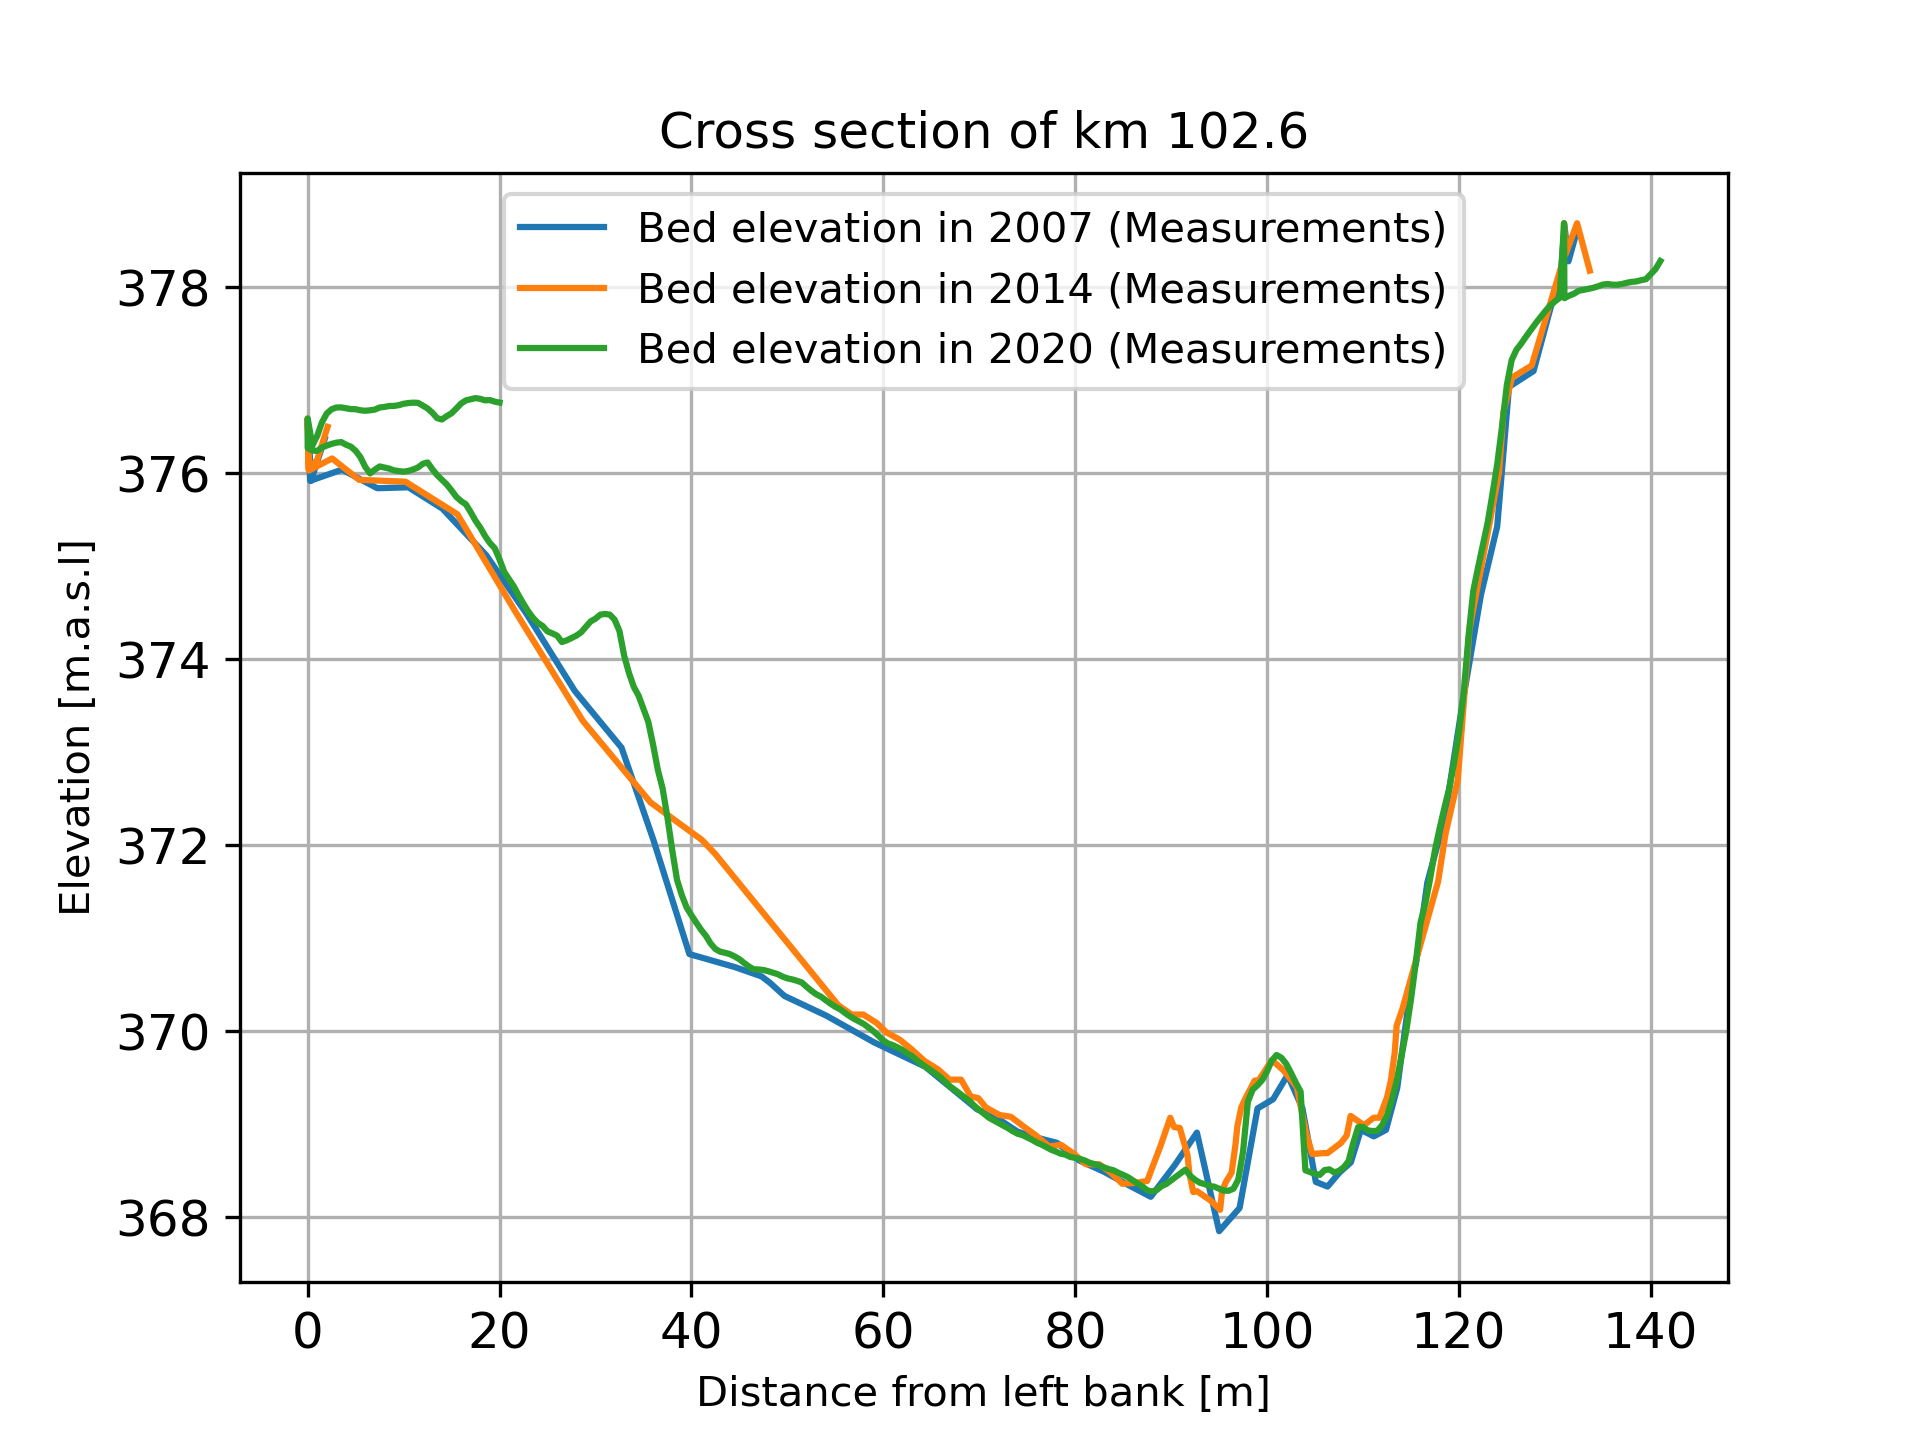 Cross section of km 102.6
Bed elevation in 2007 (Measurements)
Bed elevation in 2014 (Measurements)
Bed elevation in 2020 (Measurements)
378
376
374
372
370
368
Elevation [m.a.s.l]
0 20 40 60 80 100 120 140
Distance from left bank [m]